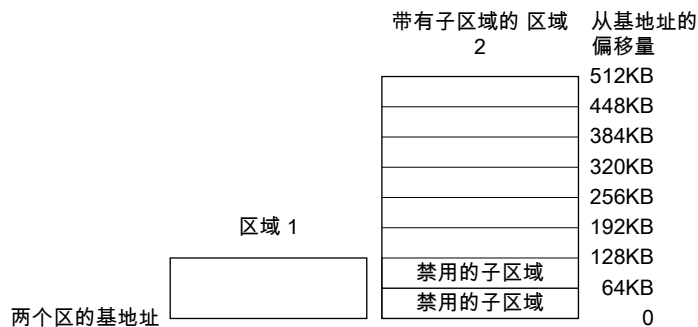 带有子区域的 区域
2
从基地址的
偏移量
512KB
448KB
384KB
320KB
256KB
192KB
区域 1
128KB
禁用的子区域
64KB
禁用的子区域
两个区的基地址
0